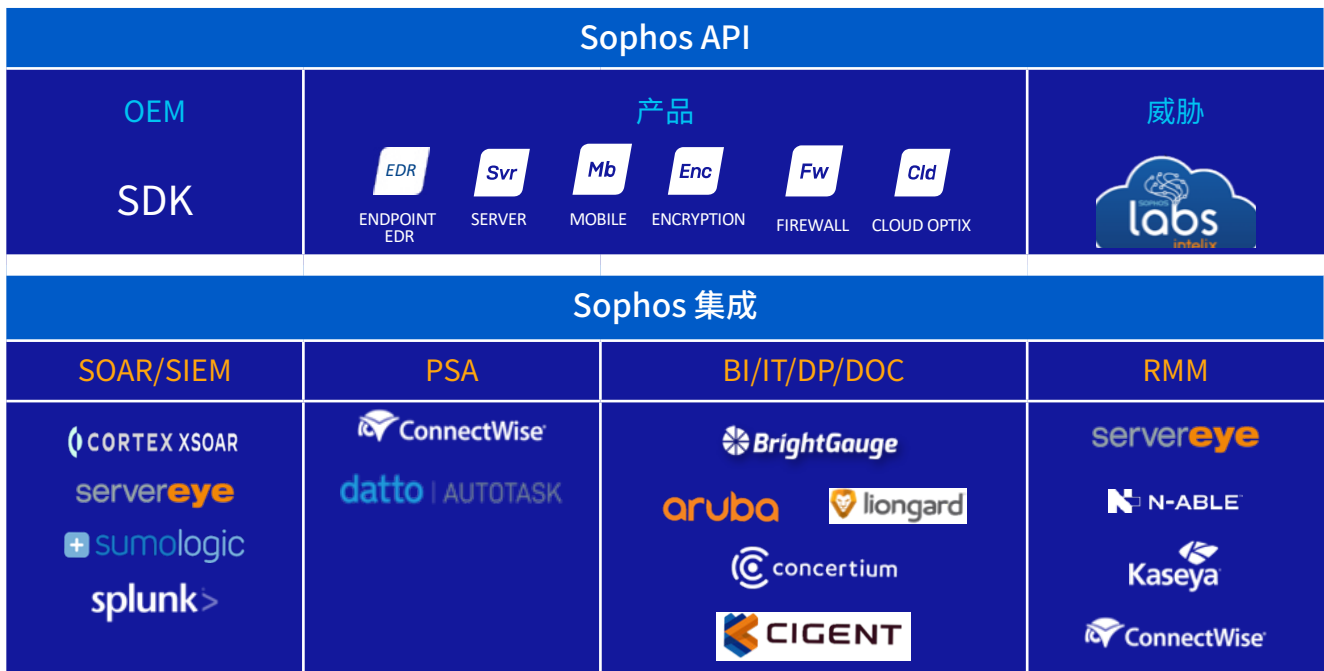 Sophos API
OEM
产品
威胁
SDK
EDR
Svr
Mb
Enc
Fw
Cld
ENDPOINT
EDR
SERVER
MOBILE
ENCRYPTION
FIREWALL
CLOUD OPTIX
SOPHOS
labs
intelix
Sophos 集成
SOAR/SIEM
PSA
BI/IT/DP/DOC
RMM
CORTEX XSOAR
servereye
sumologic
splunk>
ConnectWise
datto | AUTOTASK
BrightGauge
aruba
liongard
concertium
CIGENT
servereye
N-ABLE
Kaseya
ConnectWise